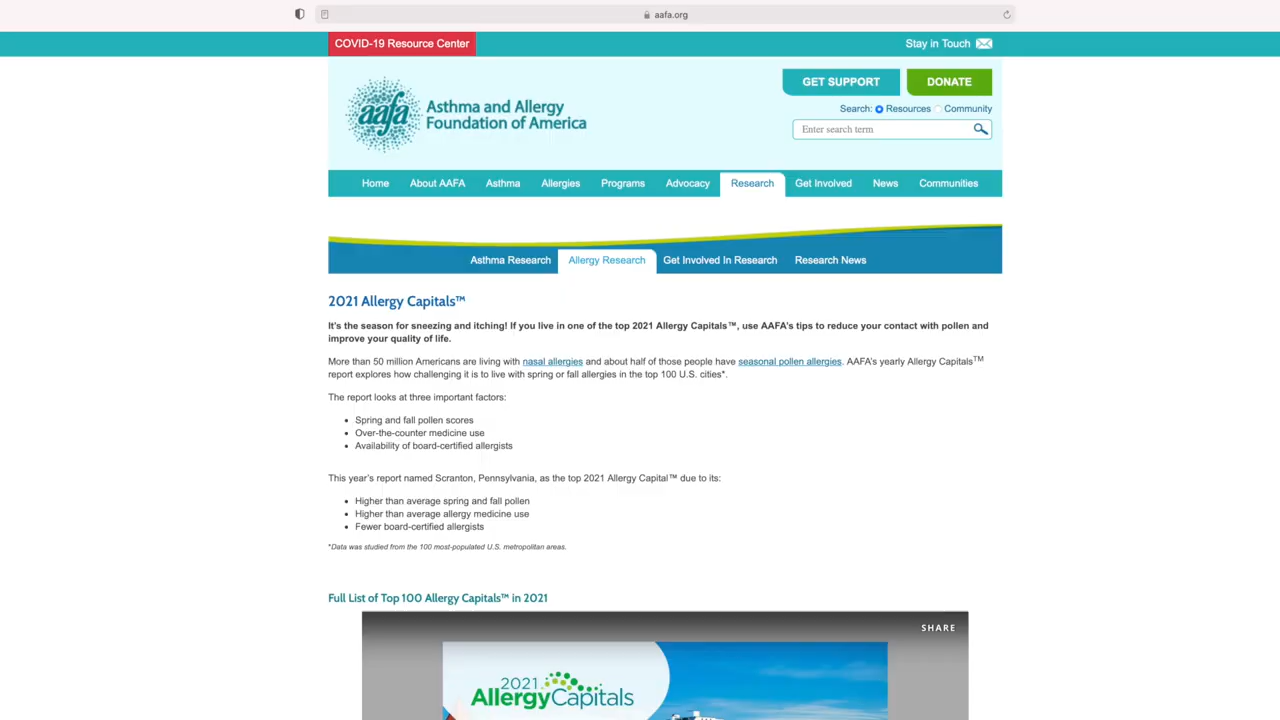 aafa.org
COVID-19 Resource Center
Stay in Touch
GET SUPPORT
DONATE
Search: Resources Community
Enter search term
aafa
Asthma and Allergy
Foundation of America
Home About AAFA Asthma Allergies Programs Advocacy Research Get Involved News Communities
Asthma Research Allergy Research Get Involved In Research Research News
2021 Allergy Capitals™
It's the season for sneezing and itching! If you live in one of the top 2021 Allergy Capitals™, use AAFA's tips to reduce your contact with pollen and
improve your quality of life.
More than 50 million Americans are living with nasal allergies and about half of those people have seasonal pollen allergies. AAFA's yearly Allergy Capitals™
report explores how challenging it is to live with spring or fall allergies in the top 100 U.S. cities*.
The report looks at three important factors:
• Spring and fall pollen scores
• Over-the-counter medicine use
• Availability of board-certified allergists
This year's report named Scranton, Pennsylvania, as the top 2021 Allergy Capital™ due to its:
• Higher than average spring and fall pollen
• Higher than average allergy medicine use
• Fewer board-certified allergists
*Data was studied from the 100 most-populated U.S. metropolitan areas.
Full List of Top 100 Allergy Capitals™ in 2021
SHARE
2021
AllergyCapitals